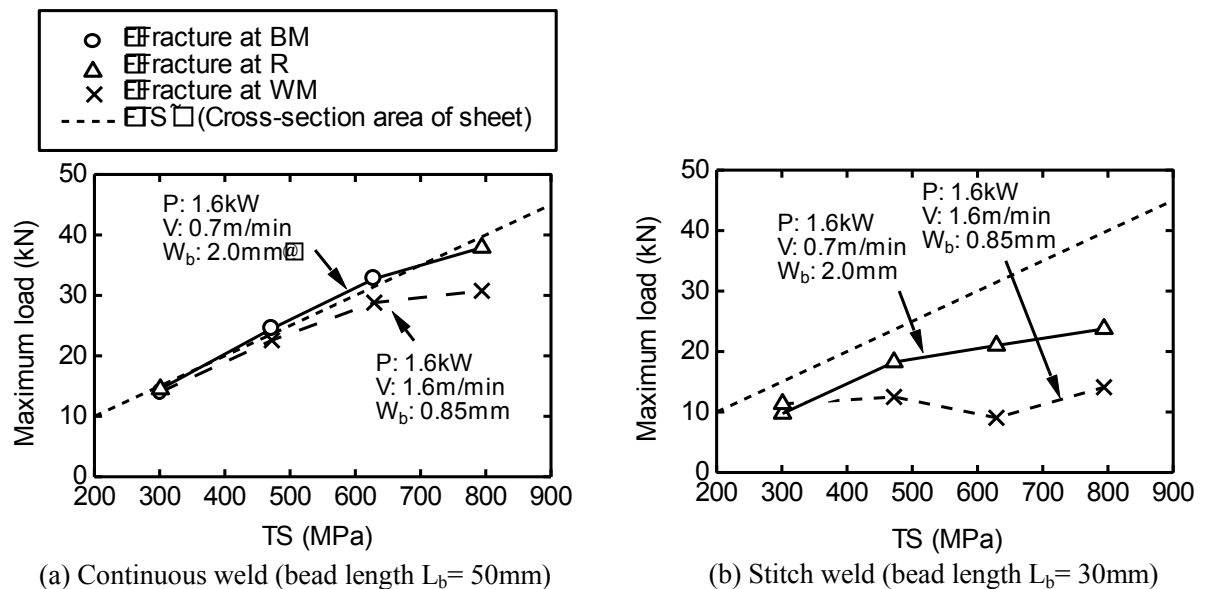 Fracture at BM
Fracture at R
Fracture at WM
TS (Cross-section area of sheet)
50
40
30
20
10
0
Maximum load (kN)
P: 1.6kW
V: 0.7m/min
W_b: 2.0mm
P: 1.6kW
V: 1.6m/min
W_b: 0.85mm
200 300 400 500 600 700 800 900
TS (MPa)
(a) Continuous weld (bead length L_b= 50mm)
50
40
30
20
10
0
Maximum load (kN)
P: 1.6kW
V: 0.7m/min
W_b: 2.0mm
P: 1.6kW
V: 1.6m/min
W_b: 0.85mm
200 300 400 500 600 700 800 900
TS (MPa)
(b) Stitch weld (bead length L_b= 30mm)